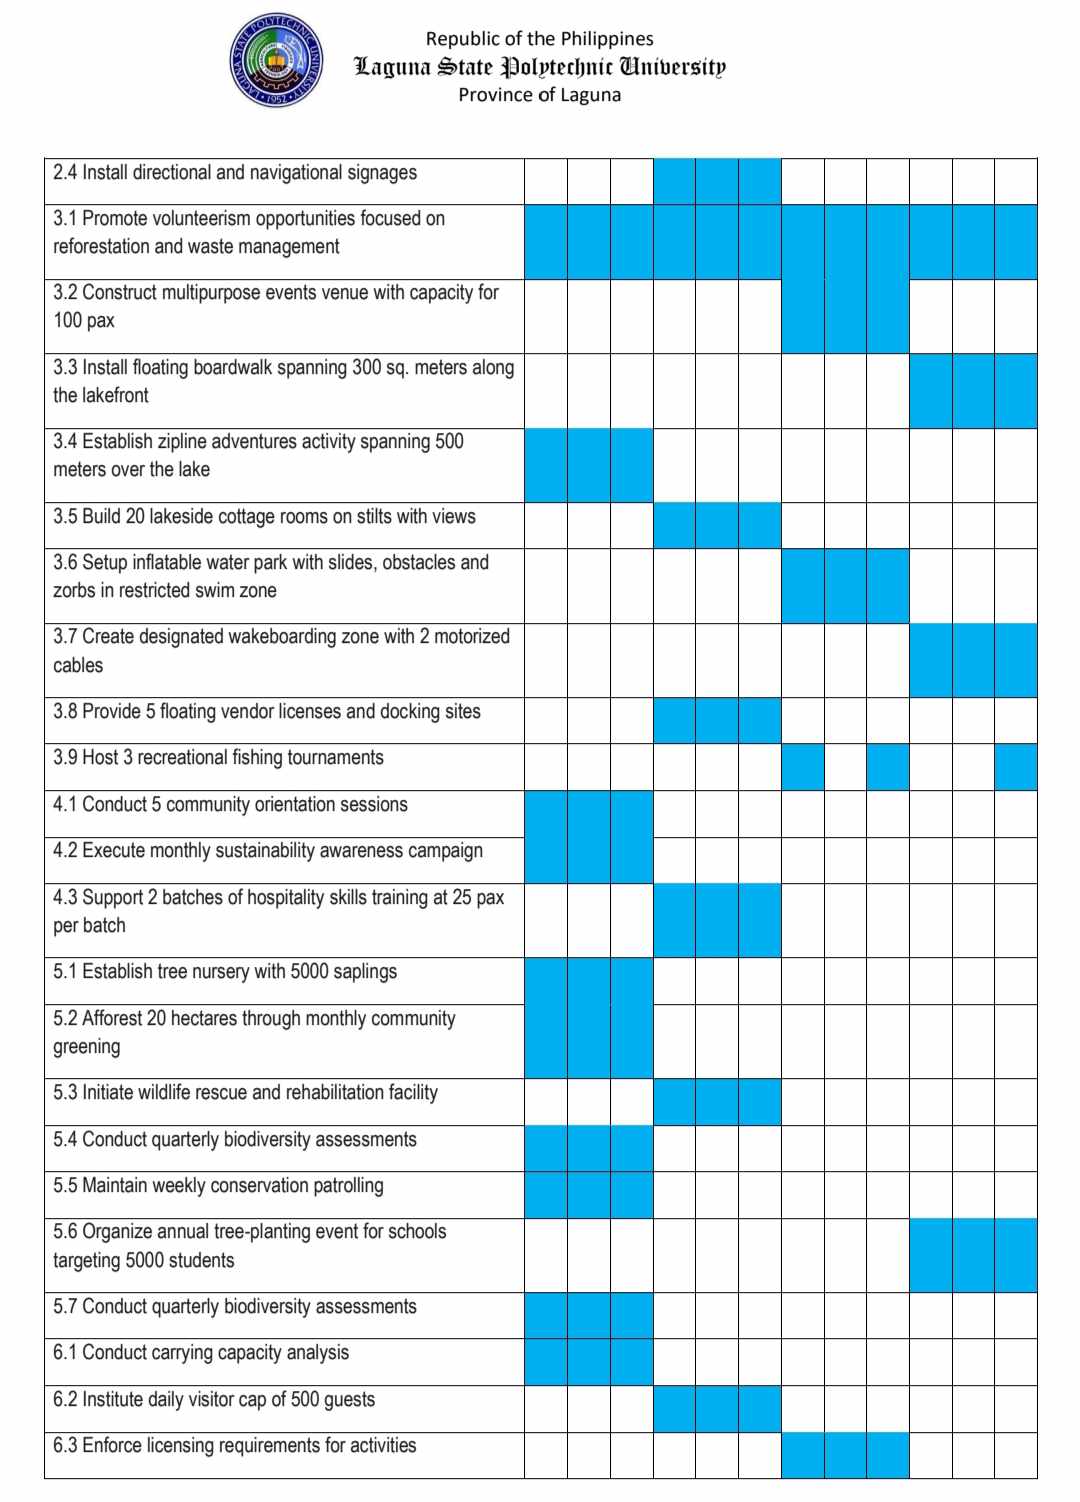 LAGUNA STATE POLYTECHNIC UNIVERSITY
1952
Republic of the Philippines
Laguna State Polytechnic University
Province of Laguna
2.4 Install directional and navigational signages
3.1 Promote volunteerism opportunities focused on
reforestation and waste management
3.2 Construct multipurpose events venue with capacity for
100 pax
3.3 Install floating boardwalk spanning 300 sq. meters along
the lakefront
3.4 Establish zipline adventures activity spanning 500
meters over the lake
3.5 Build 20 lakeside cottage rooms on stilts with views
3.6 Setup inflatable water park with slides, obstacles and
zorbs in restricted swim zone
3.7 Create designated wakeboarding zone with 2 motorized
cables
3.8 Provide 5 floating vendor licenses and docking sites
3.9 Host 3 recreational fishing tournaments
4.1 Conduct 5 community orientation sessions
4.2 Execute monthly sustainability awareness campaign
4.3 Support 2 batches of hospitality skills training at 25 pax
per batch
5.1 Establish tree nursery with 5000 saplings
5.2 Afforest 20 hectares through monthly community
greening
5.3 Initiate wildlife rescue and rehabilitation facility
5.4 Conduct quarterly biodiversity assessments
5.5 Maintain weekly conservation patrolling
5.6 Organize annual tree-planting event for schools
targeting 5000 students
5.7 Conduct quarterly biodiversity assessments
6.1 Conduct carrying capacity analysis
6.2 Institute daily visitor cap of 500 guests
6.3 Enforce licensing requirements for activities